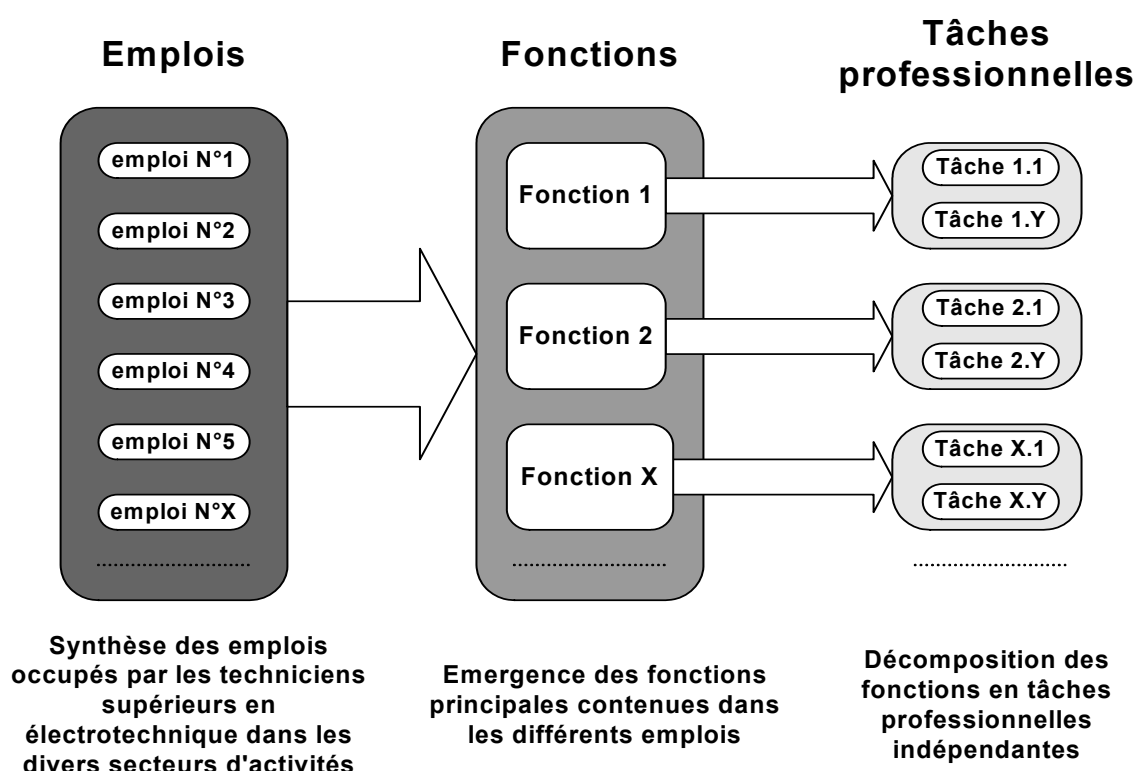 Emplois
emploi N°1
emploi N°2
emploi N°3
emploi N°4
emploi N°5
emploi N°X
Synthèse des emplois
occupés par les techniciens
supérieurs en
électrotechnique dans les
divers secteurs d'activités
Fonctions
Fonction 1
Fonction 2
Fonction X
Emergence des fonctions
principales contenues dans
les différents emplois
Tâches
professionnelles
Tâche 1.1
Tâche 1.Y
Tâche 2.1
Tâche 2.Y
Tâche X.1
Tâche X.Y
Décomposition des
fonctions en tâches
professionnelles
indépendantes